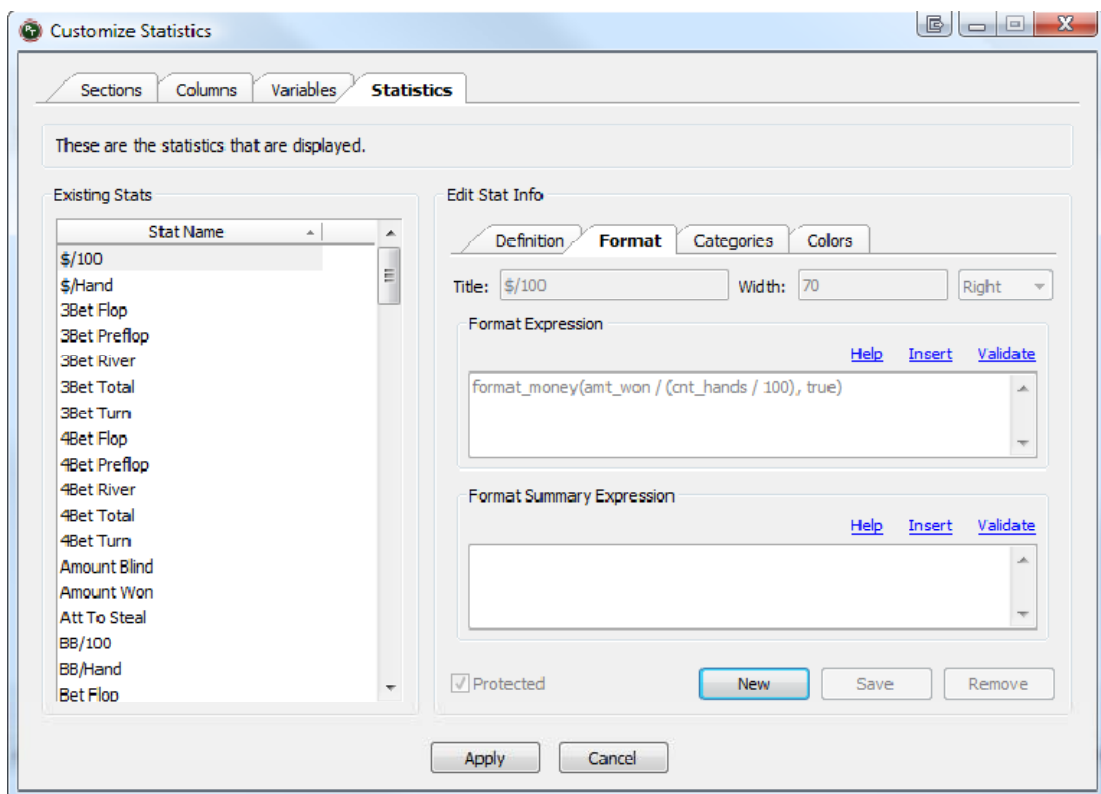 Customize Statistics
Sections Columns Variables Statistics
These are the statistics that are displayed.
Existing Stats
Stat Name
$/100
$/Hand
3Bet Flop
3Bet Preflop
3Bet River
3Bet Total
3Bet Turn
4Bet Flop
4Bet Preflop
4Bet River
4Bet Total
4Bet Turn
Amount Blind
Amount Won
Att To Steal
BB/100
BB/Hand
Bet Flop
Edit Stat Info
Definition Format Categories Colors
Title: $/100 Width: 70 Right
Format Expression
Help Insert Validate
format_money(amt_won / (cnt_hands / 100), true)
Format Summary Expression
Help Insert Validate
Protected New Save Remove
Apply Cancel